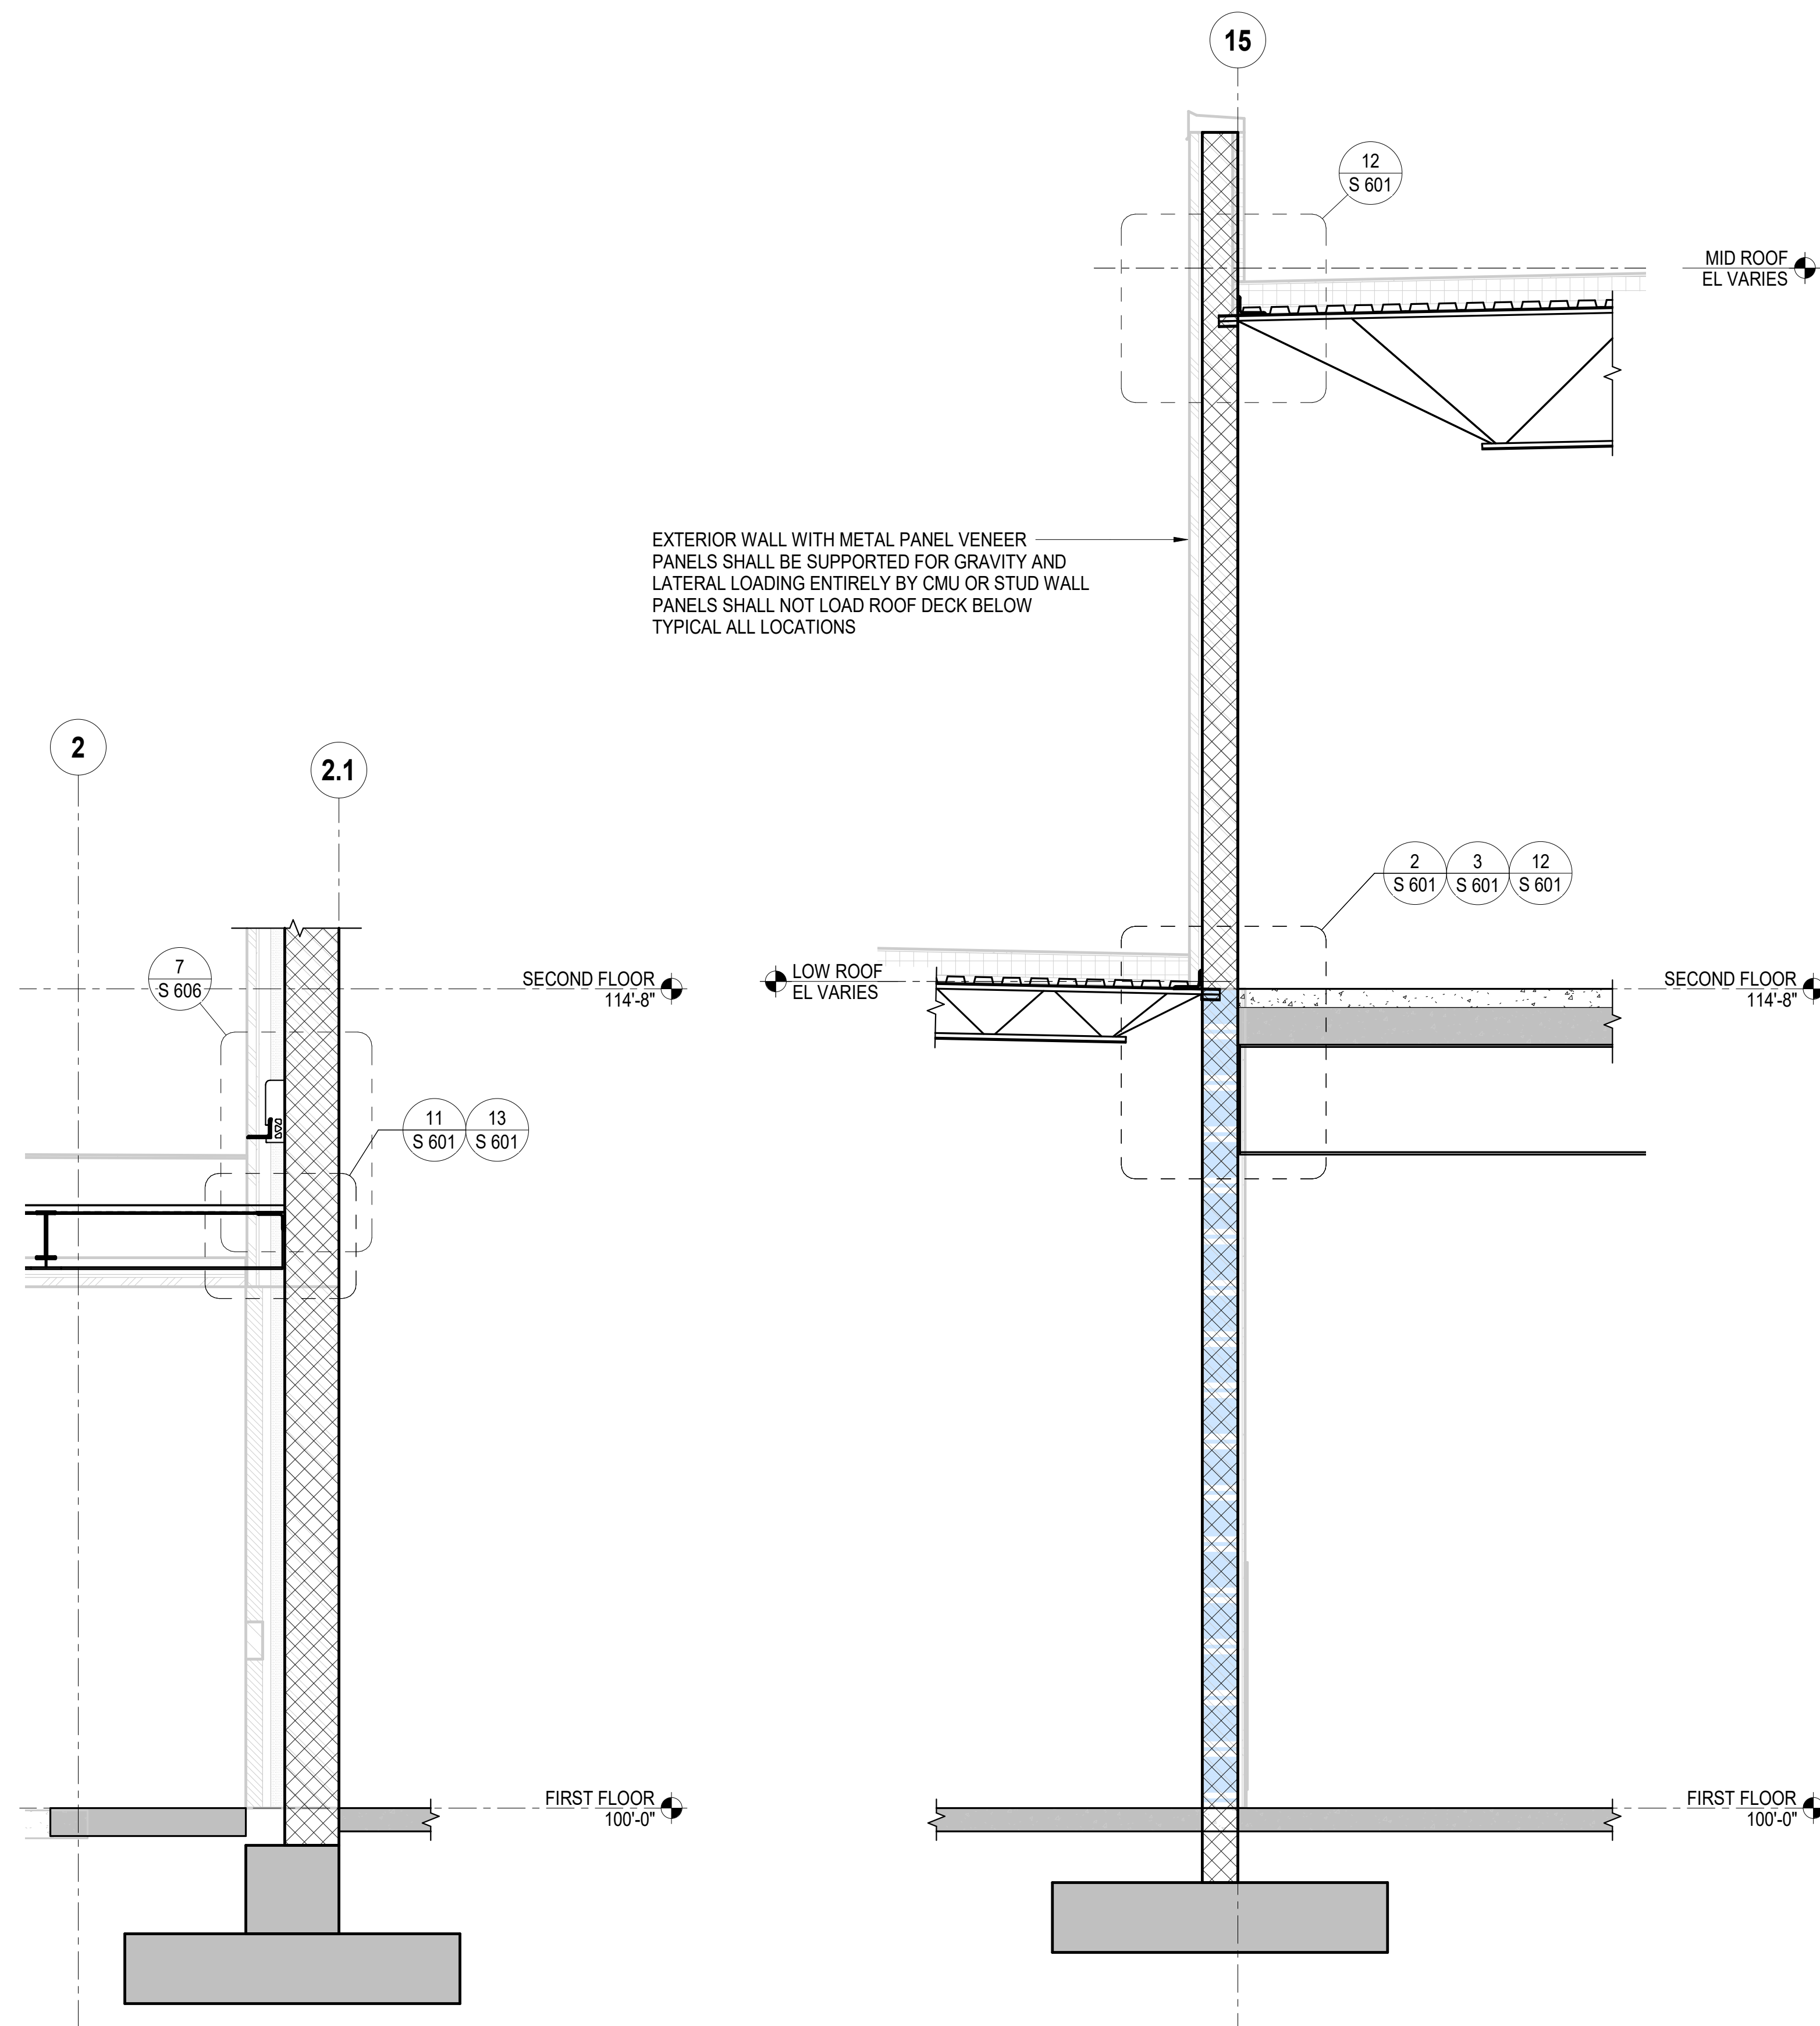 15
12
S 601
MID ROOF
EL VARIES
EXTERIOR WALL WITH METAL PANEL VENEER
PANELS SHALL BE SUPPORTED FOR GRAVITY AND
LATERAL LOADING ENTIRELY BY CMU OR STUD WALL
PANELS SHALL NOT LOAD ROOF DECK BELOW
TYPICAL ALL LOCATIONS
2
2.1
2
S 601
3
S 601
12
S 601
7
S 606
SECOND FLOOR
114'-8"
LOW ROOF
EL VARIES
SECOND FLOOR
114'-8"
11
S 601
13
S 601
FIRST FLOOR
100'-0"
FIRST FLOOR
100'-0"